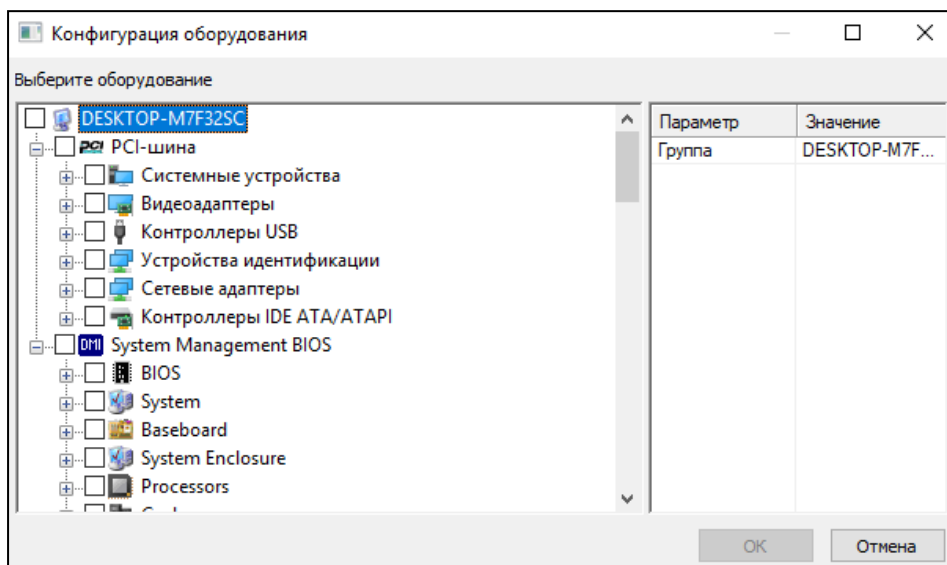 Конфигурация оборудования
Выберите оборудование
DESKTOP-M7F32SC
PCI PCI-шина
Системные устройства
Видеоадаптеры
Контроллеры USB
Устройства идентификации
Сетевые адаптеры
Контроллеры IDE ATA/ATAPI
DMI System Management BIOS
BIOS
System
Baseboard
System Enclosure
Processors
Параметр Значение
Группа DESKTOP-M7F...
OK Отмена